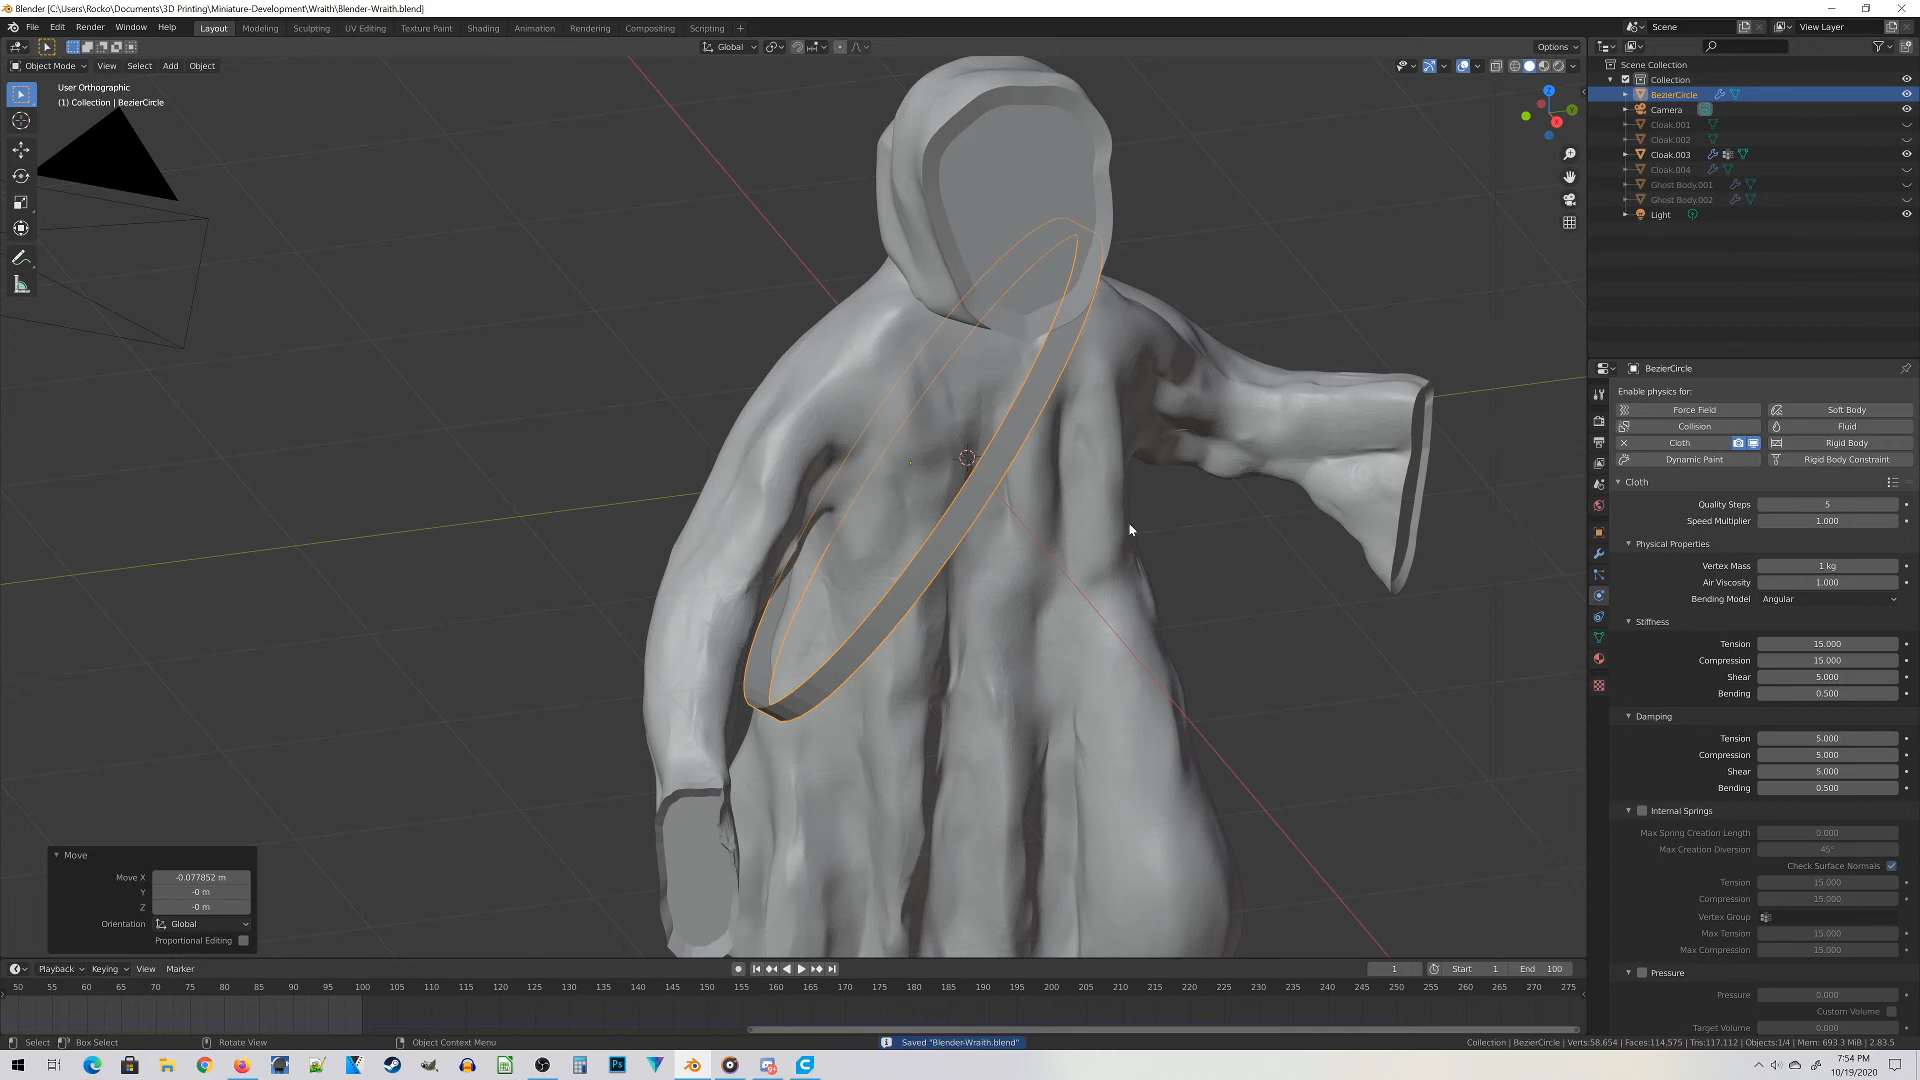 Blender [C:\Users\Rocko\Documents\3D Printing\Miniature-Development\Wraith\Blender-Wraith.blend]
File Edit Render Window Help Layout Modeling Sculpting UV Editing Texture Paint Shading Animation Rendering Compositing Scripting + Scene View Layer
Global Options
Object Mode View Select Add Object
User Orthographic
(1) Collection | BezierCircle
Z
Y
X
Scene Collection
Collection
BezierCircle
Camera
Cloak.001
Cloak.002
Cloak.003
Cloak.004
Ghost Body.001
Ghost Body.002
Light
BezierCircle
Enable physics for:
Force Field Soft Body
Collision Fluid
Cloth Rigid Body
Dynamic Paint Rigid Body Constraint
Cloth
Quality Steps 5
Speed Multiplier 1.000
Physical Properties
Vertex Mass 1 kg
Air Viscosity 1.000
Bending Model Angular
Stiffness
Tension 15.000
Compression 15.000
Shear 5.000
Bending 0.500
Damping
Tension 5.000
Compression 5.000
Shear 5.000
Bending 0.500
Internal Springs
Max Spring Creation Length 0.000
Max Creation Diversion 45°
Check Surface Normals
Tension 15.000
Compression 15.000
Vertex Group
Max Tension 15.000
Max Compression 15.000
Pressure
Pressure 0.000
Custom Volume
Target Volume 0.000
Move
Move X -0.077852 m
Y -0 m
Z -0 m
Orientation Global
Proportional Editing
Playback Keying View Marker 1 Start 1 End 100
50 55 60 65 70 75 80 85 90 95 100 105 110 115 120 125 130 135 140 145 150 155 160 165 170 175 180 185 190 195 200 205 210 215 220 225 230 235 240 245 250 255 260 265 270 275
Select Box Select Rotate View Object Context Menu Saved "Blender-Wraith.blend" Collection | BezierCircle | Verts:58,654 | Faces:114,575 | Tris:117,112 | Objects:1/4 | Mem: 693.3 MiB | 2.83.5
7:54 PM
10/19/2020